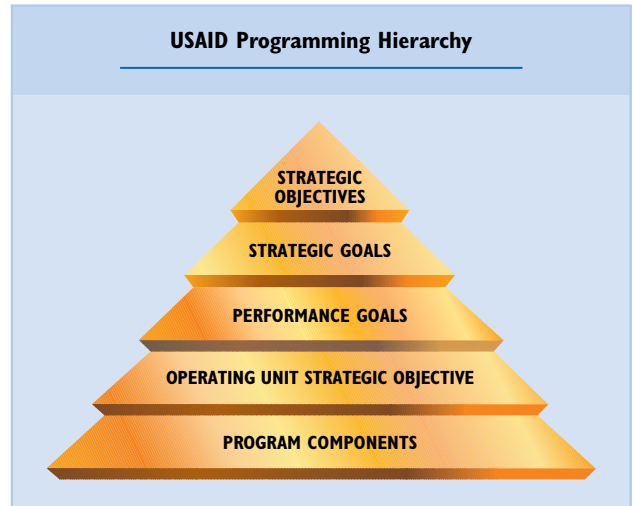 USAID Programming Hierarchy
STRATEGIC
OBJECTIVES
STRATEGIC GOALS
PERFORMANCE GOALS
OPERATING UNIT STRATEGIC OBJECTIVE
PROGRAM COMPONENTS